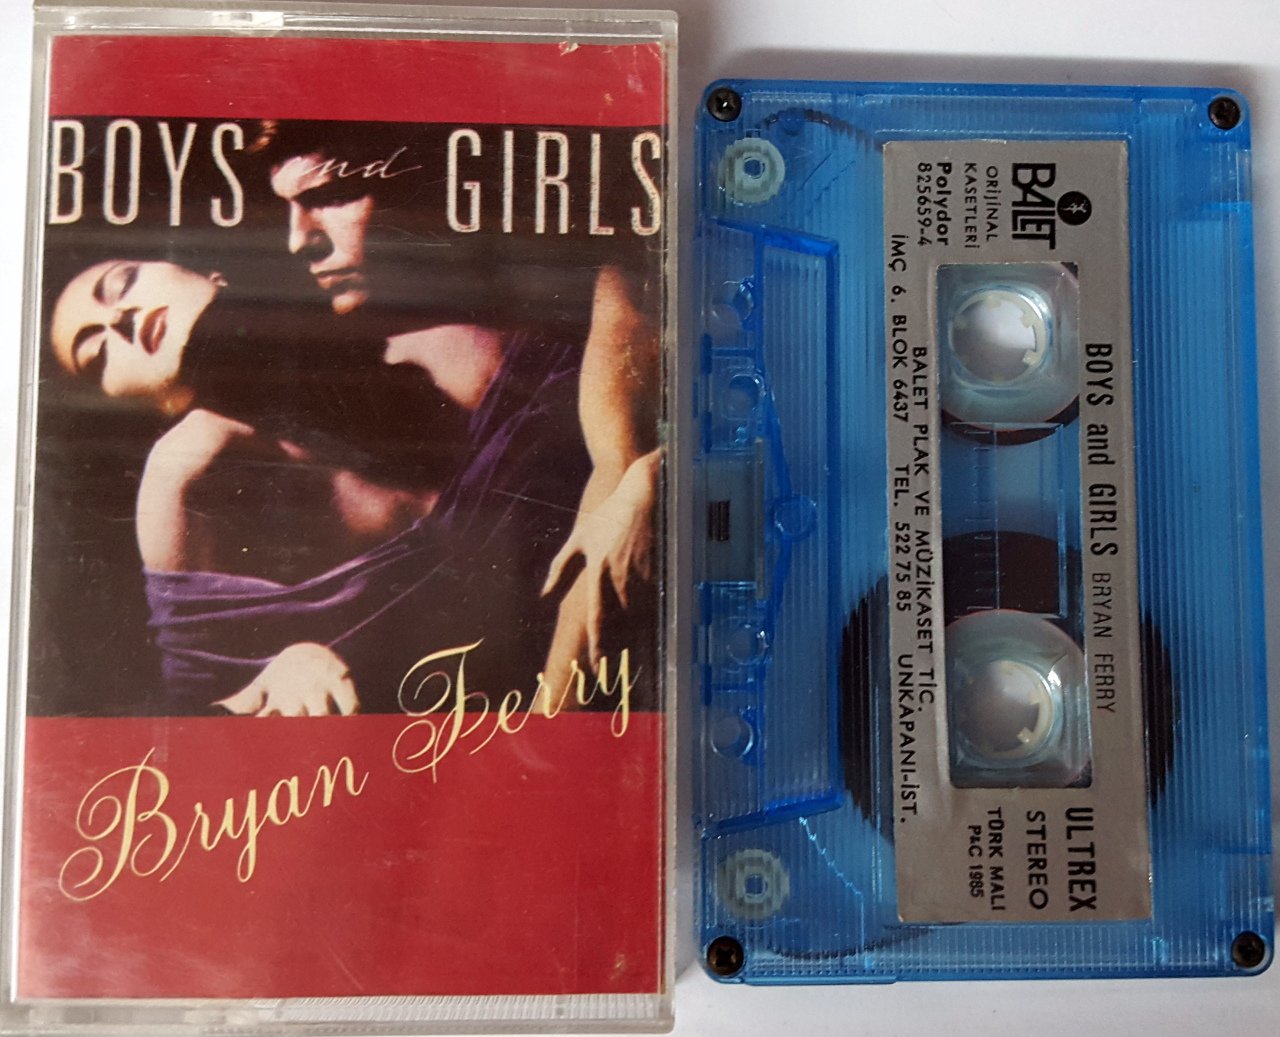 BOYS and GIRLS
Bryan Ferry
BALET
ORİJİNAL
KASETLERİ
Polydor
825659-4
BOYS and GIRLS BRYAN FERRY
BALET PLAK VE MÜZİKASET TİC.
İMÇ 6. BLOK 6437 TEL. 522 75 85 UNKAPANI-İST.
ULTREX
STEREO
TÜRK MALI
P&C 1985